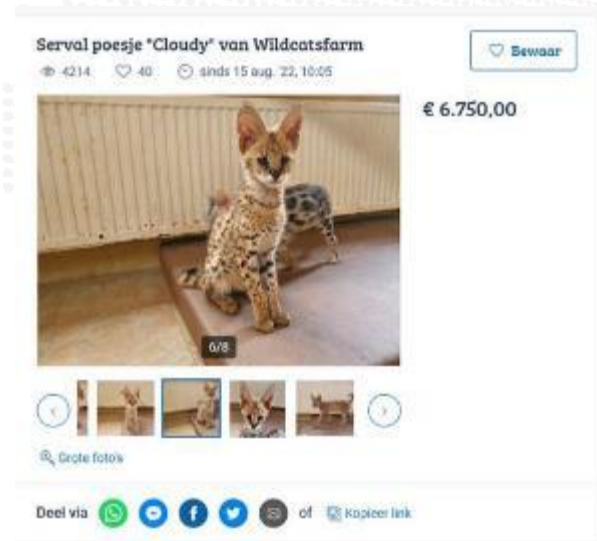 Serval poesje "Cloudy" van Wildcatsfarm
Bewaar
4214 40 sinds 15 aug. '22, 10:05
€ 6.750,00
6/8
Grote foto's
Deel via of Kopieer link